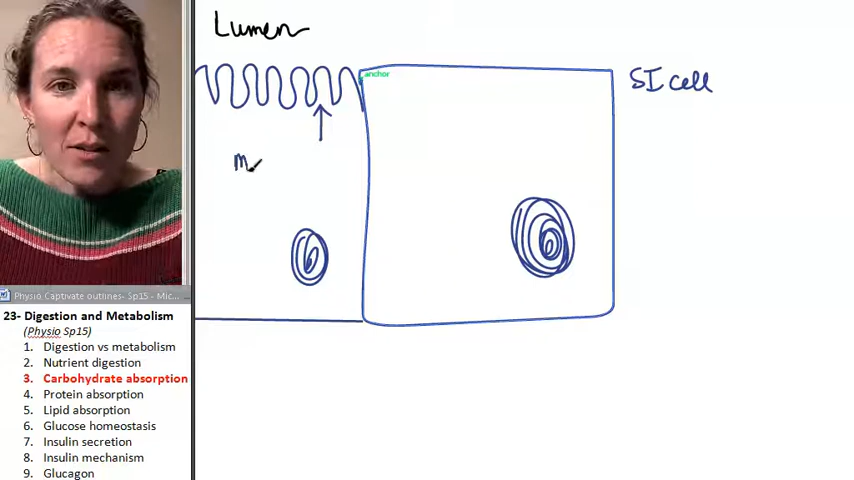 Lumen
anchor
SI cell
m
Physio Captivate outlines- Sp15 - Mic...
23- Digestion and Metabolism
(Physio Sp15)
1. Digestion vs metabolism
2. Nutrient digestion
3. Carbohydrate absorption
4. Protein absorption
5. Lipid absorption
6. Glucose homeostasis
7. Insulin secretion
8. Insulin mechanism
9. Glucagon